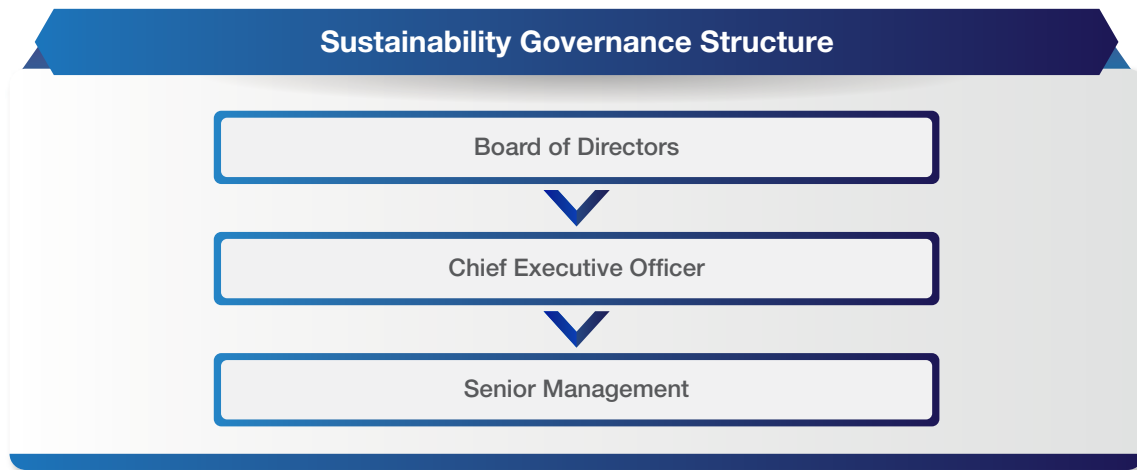 Sustainability Governance Structure
Board of Directors
Chief Executive Officer
Senior Management